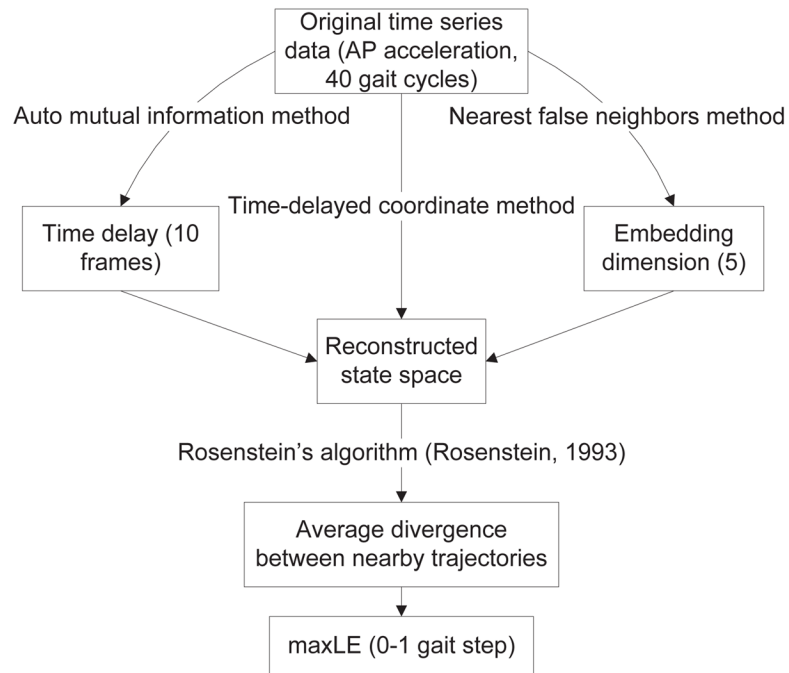 Original time series
data (AP acceleration,
40 gait cycles)
Auto mutual information method
Nearest false neighbors method
Time-delayed coordinate method
Time delay (10
frames)
Embedding
dimension (5)
Reconstructed
state space
Rosenstein’s algorithm (Rosenstein, 1993)
Average divergence
between nearby trajectories
maxLE (0-1 gait step)